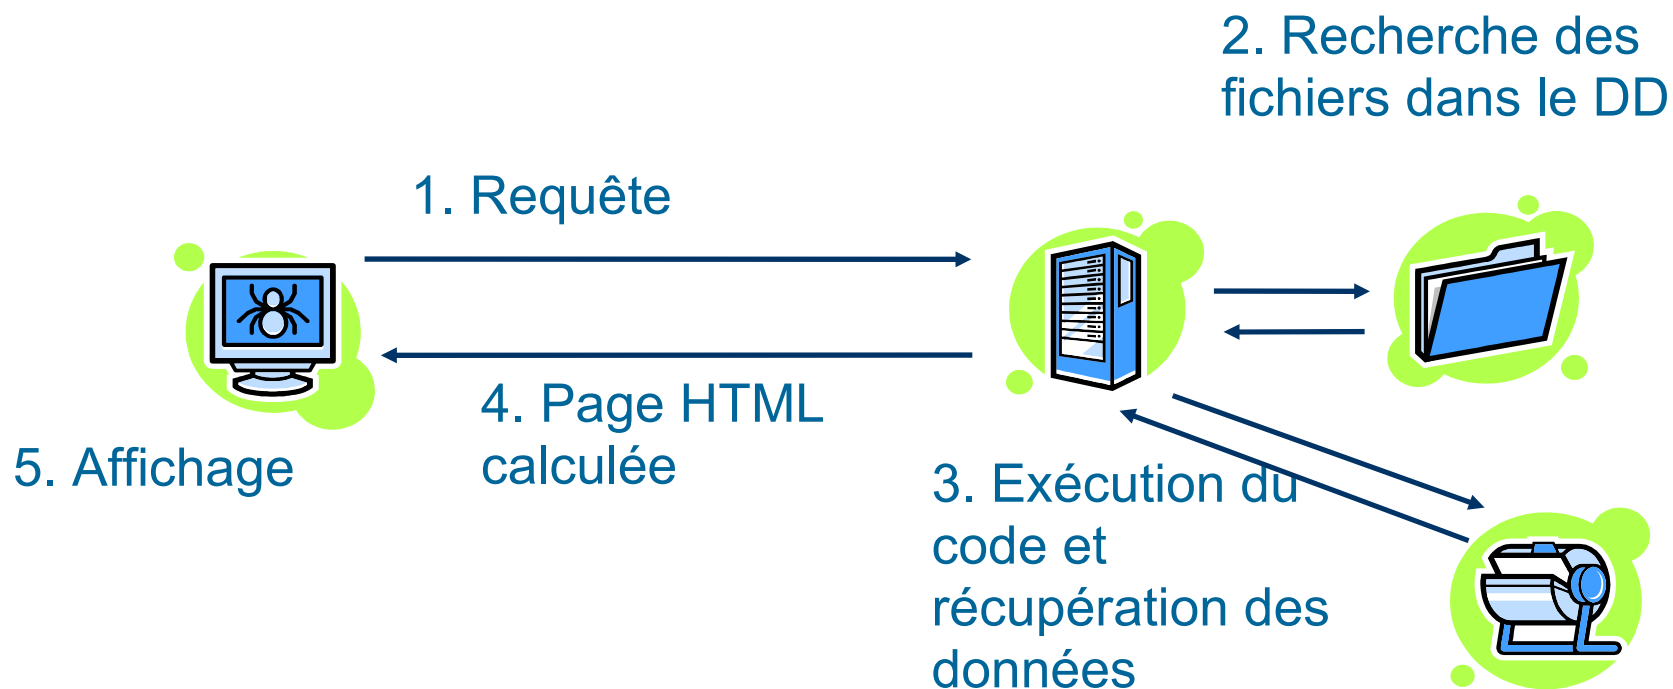 2. Recherche des
fichiers dans le DD
1. Requête
4. Page HTML
calculée
5. Affichage
3. Exécution du
code et
récupération des
données